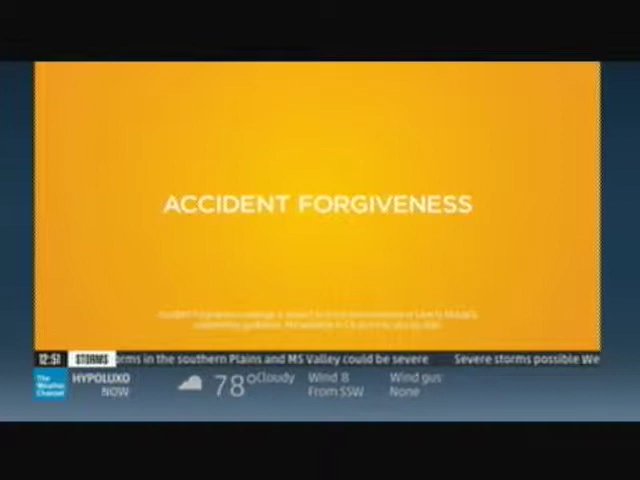 ACCIDENT FORGIVENESS
12:51 STORMS orms in the southern Plains and MS Valley could be severe Severe storms possible We
The Weather Channel
HYPOLUXO 78° Cloudy Wind 8 Wind gus
NOW From SSW None